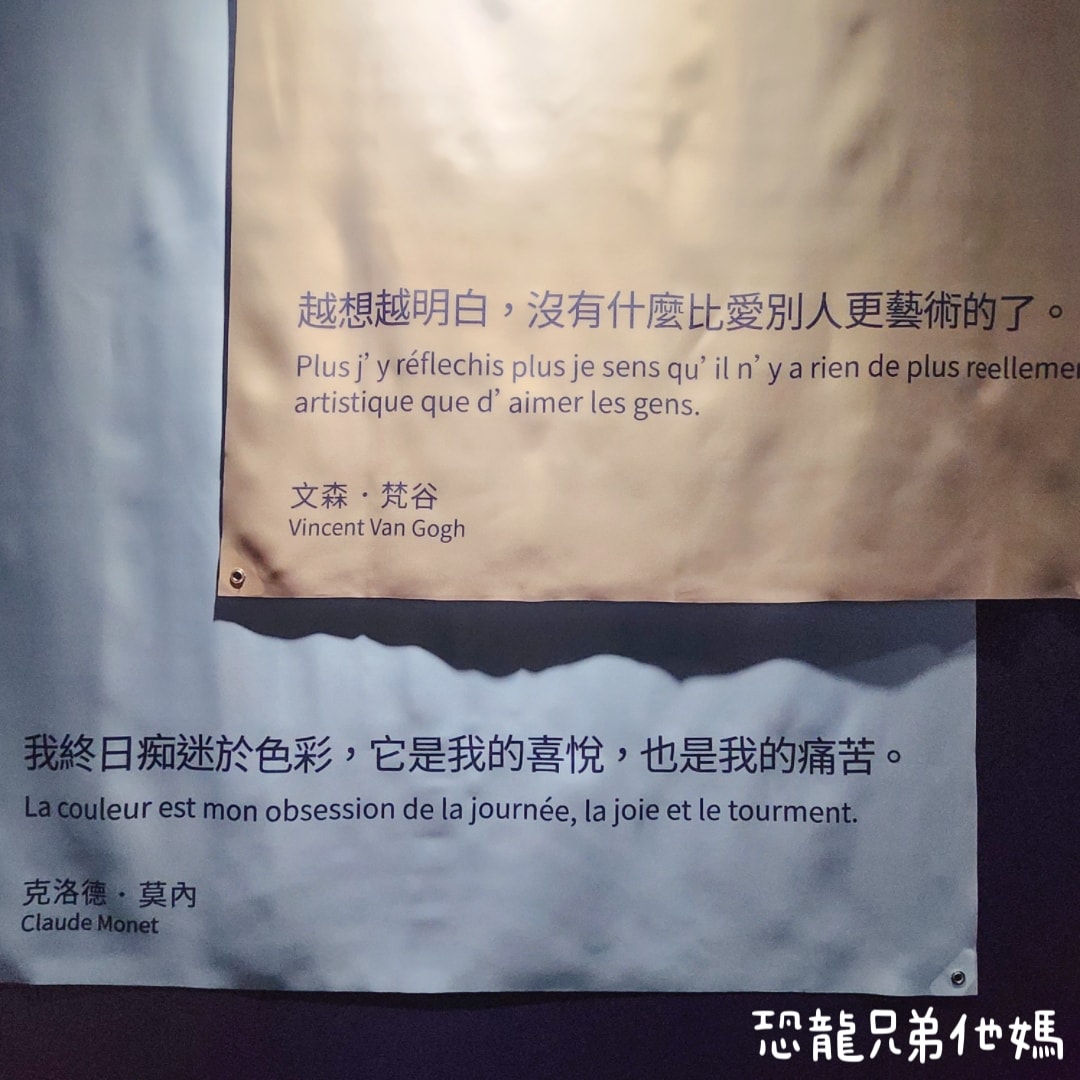 越想越明白，沒有什麼比愛別人更藝術的了。
Plus j’y réflechis plus je sens qu’il n’y a rien de plus reellemen
artistique que d’aimer les gens.
文森．梵谷
Vincent Van Gogh
我終日痴迷於色彩，它是我的喜悅，也是我的痛苦。
La couleur est mon obsession de la journée, la joie et le tourment.
克洛德．莫內
Claude Monet
恐龍兄弟他媽